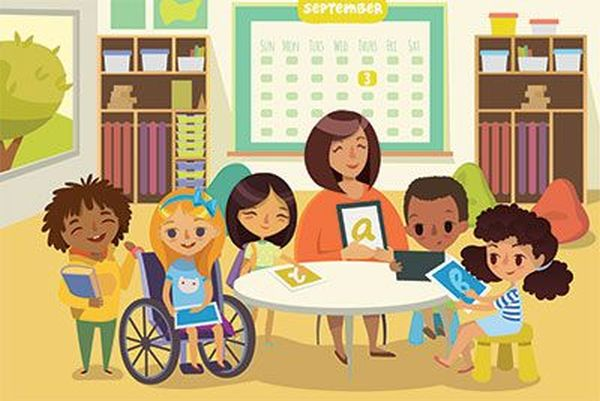 SEPTEMBER
SUN MON TUES WED THURS FRI SAT
3
a
i
B